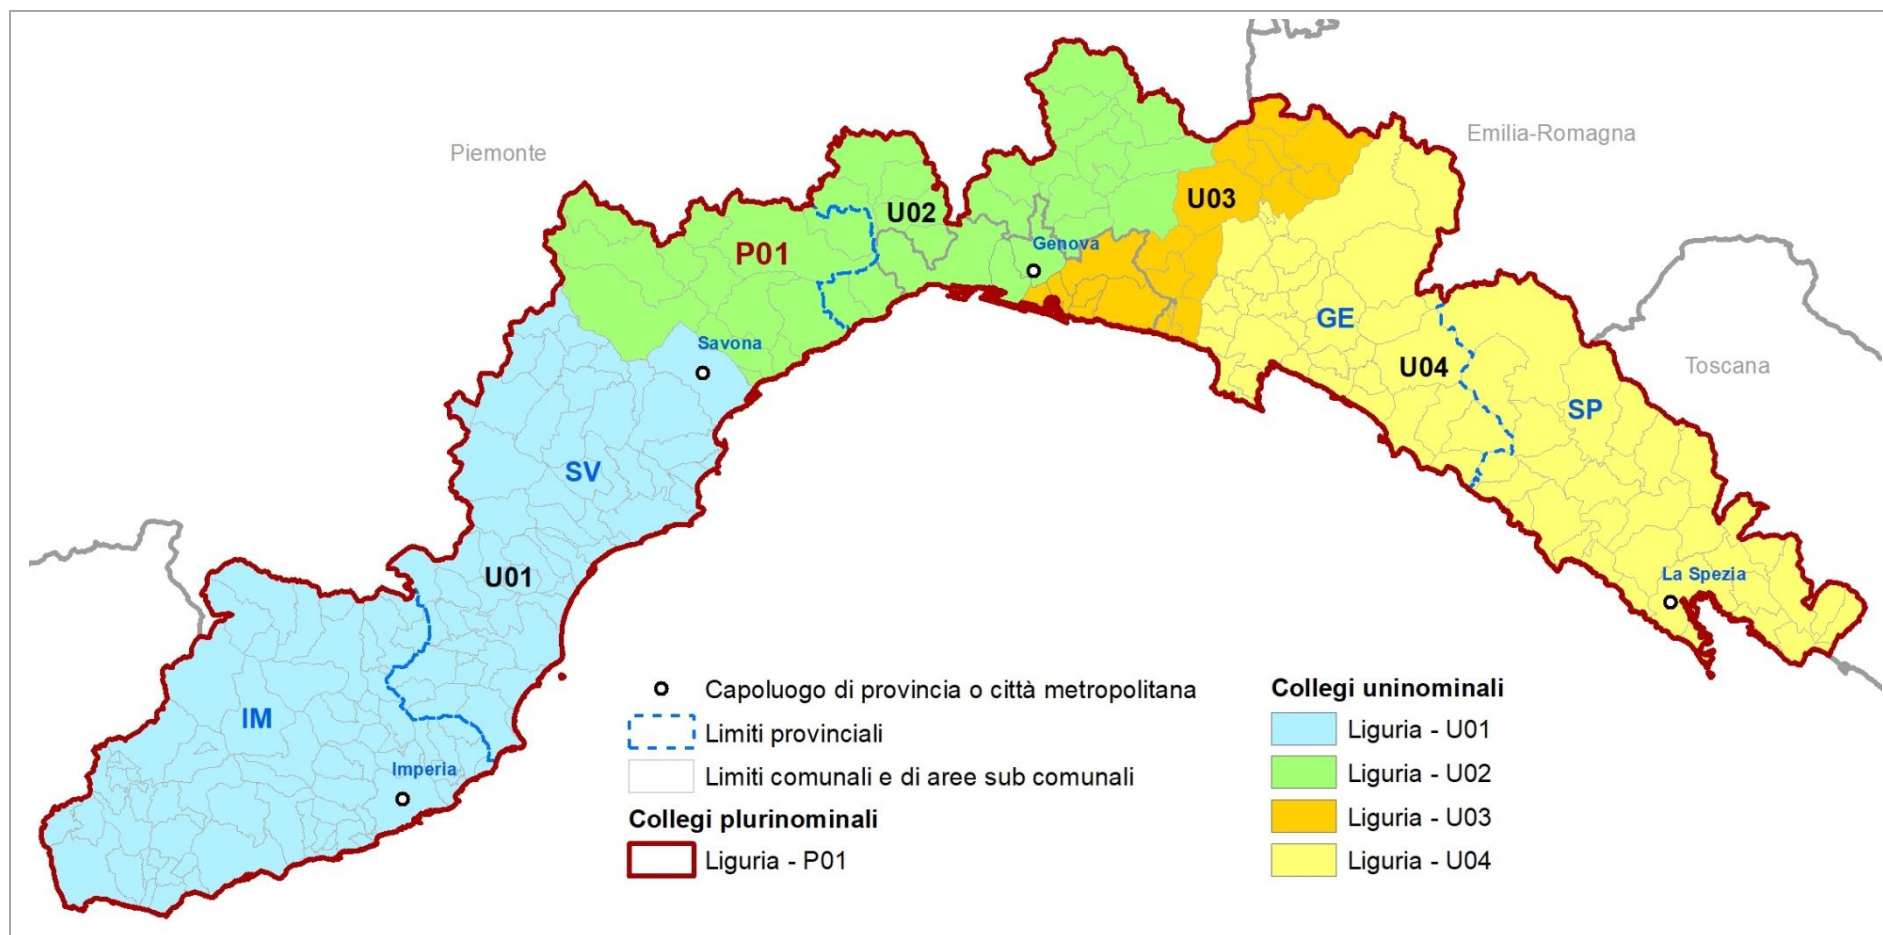 Piemonte
Emilia-Romagna
Toscana
U02
U03
P01
Genova
GE
U04
Savona
SP
SV
U01
La Spezia
IM
Imperia
Capoluogo di provincia o città metropolitana
Limiti provinciali
Limiti comunali e di aree sub comunali
Collegi plurinominali
Liguria - P01
Collegi uninominali
Liguria - U01
Liguria - U02
Liguria - U03
Liguria - U04